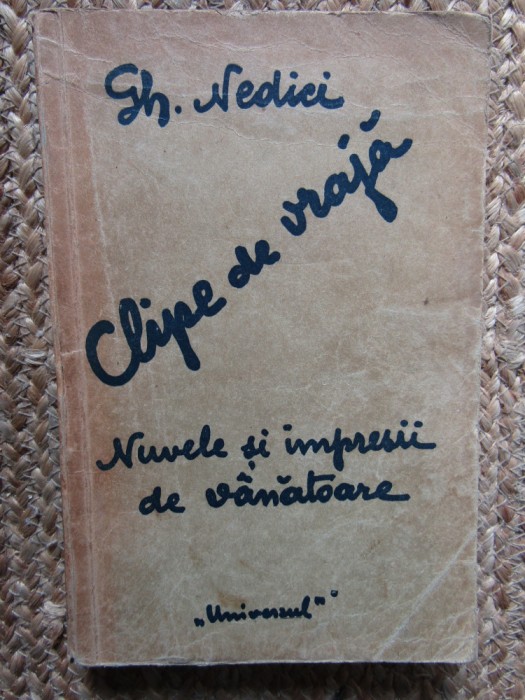 Gh. Nedici
Clipe de vrajă
Nuvele și impresii
de vânătoare
„Universul”